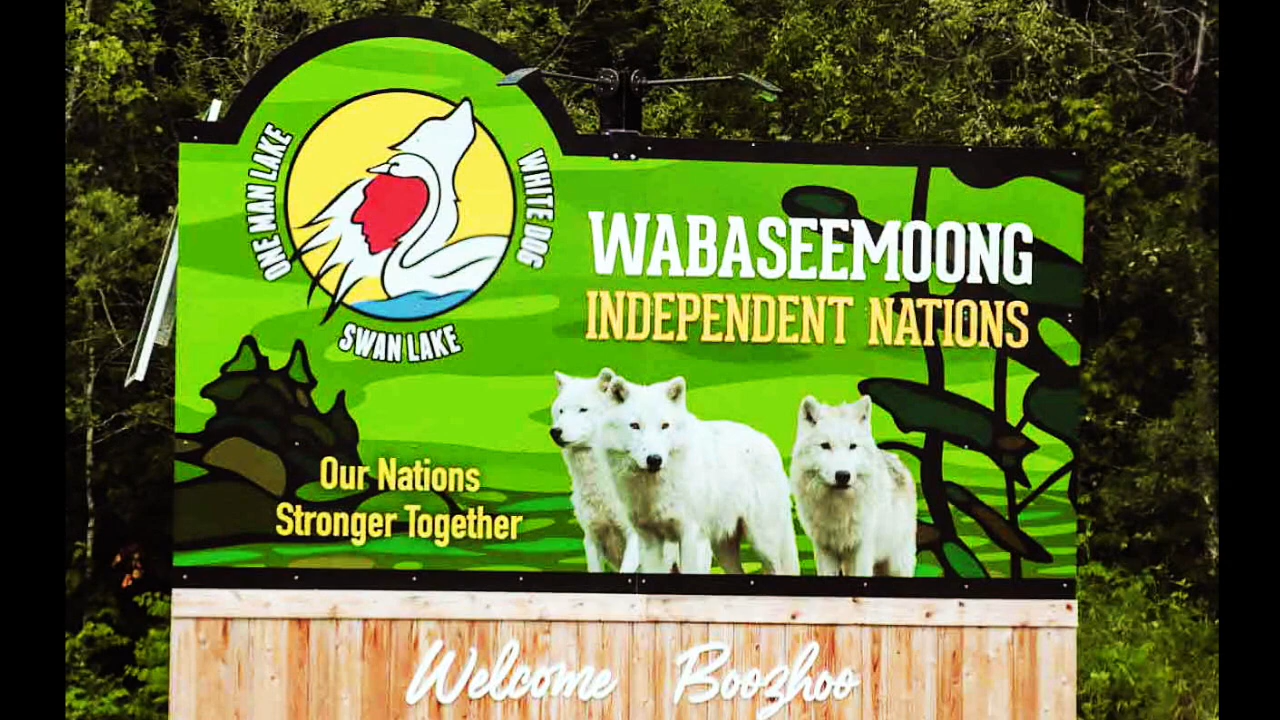 ONE MAN LAKE
WHITE DOG
SWAN LAKE
WABASEEMOONG
INDEPENDENT NATIONS
Our Nations
Stronger Together
Welcome Boozhoo